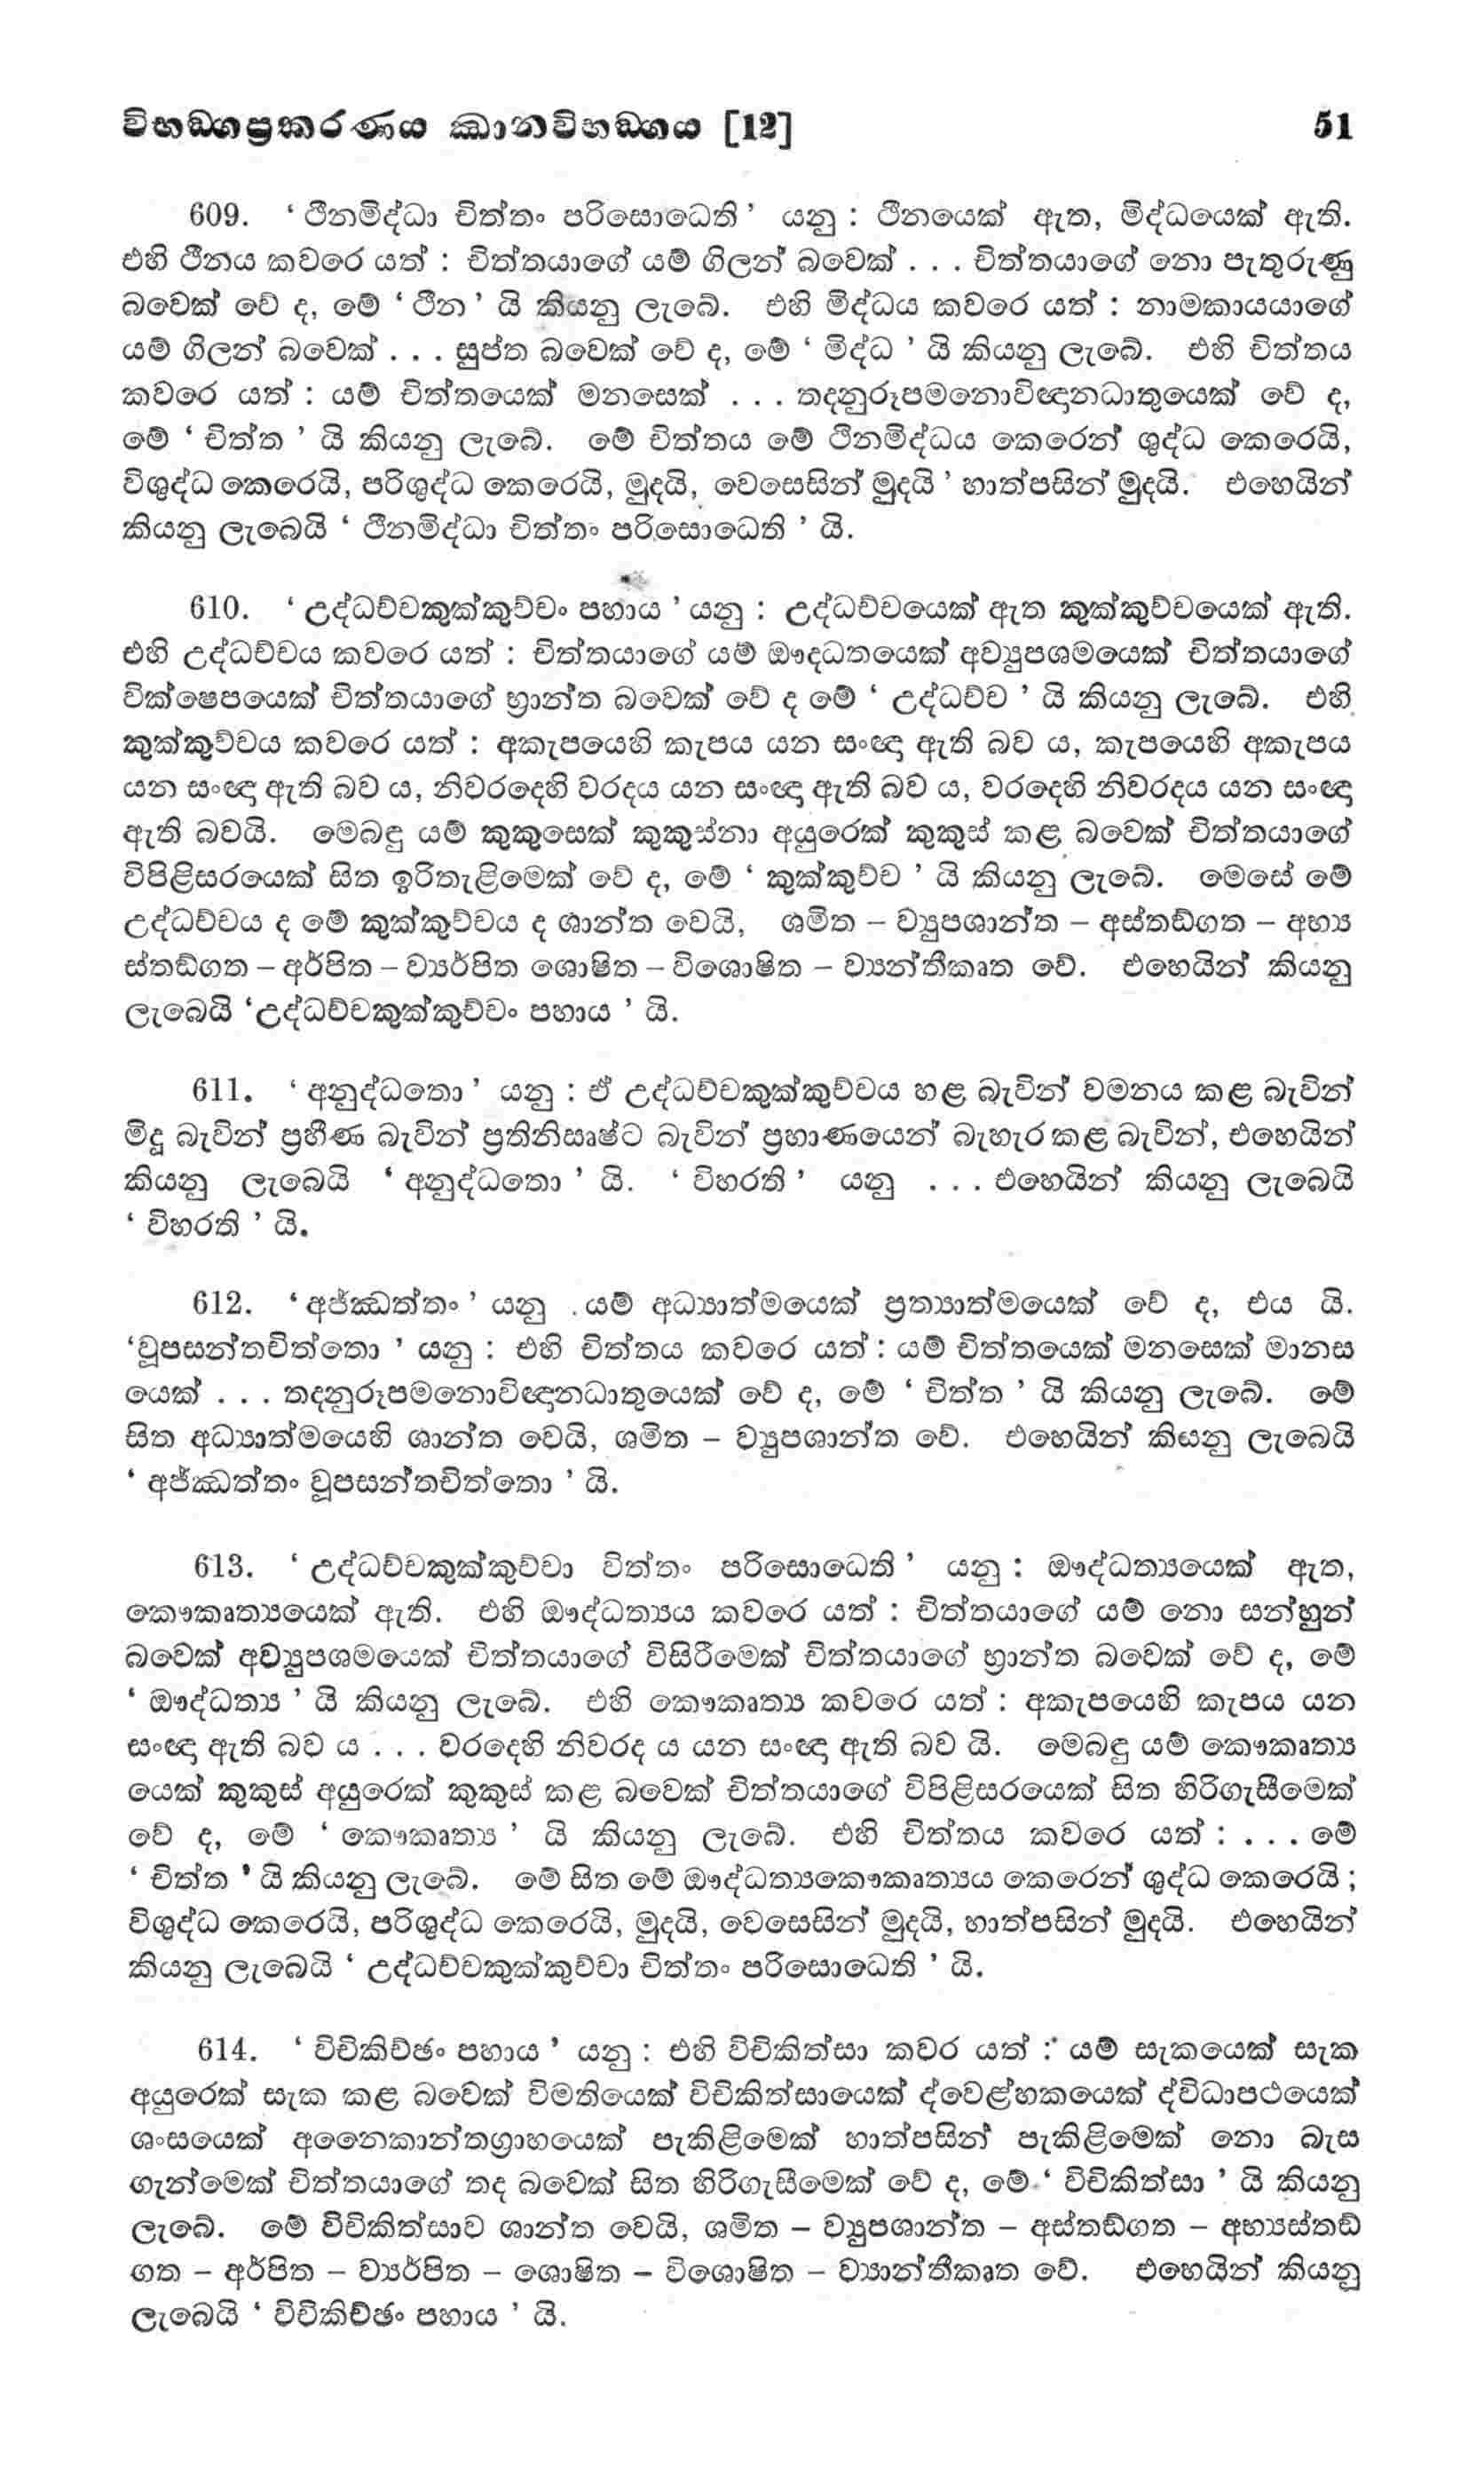 විභඞ්ගප්‍රකරණය ඣානවිභඞ්ගය [12] 51
609. ‘ ථීනමිද්ධා චිත්තං පරිසොධෙති ’ යනු : ථීනයෙක් ඇත, මිද්ධයෙක් ඇති.
එහි ථීනය කවරෙ යත් : චිත්තයාගේ යම් ගිලන් බවෙක් . . . චිත්තයාගේ නො පැතුරුණු
බවෙක් වේ ද, මේ ‘ ථීන ’ යි කියනු ලැබේ. එහි මිද්ධය කවරෙ යත් : නාමකායයාගේ
යම් ගිලන් බවෙක් . . . සුප්ත බවෙක් වේ ද, මේ ‘ මිද්ධ ’ යි කියනු ලැබේ. එහි චිත්තය
කවරෙ යත් : යම් චිත්තයෙක් මනසෙක් . . . තදනුරූපමනොවිඥානධාතුයෙක් වේ ද,
මේ ‘ චිත්ත ’ යි කියනු ලැබේ. මේ චිත්තය මේ ථීනමිද්ධය කෙරෙන් ශුද්ධ කෙරෙයි,
විශුද්ධ කෙරෙයි, පරිශුද්ධ කෙරෙයි, මුදයි, වෙසෙසින් මුදයි ’ හාත්පසින් මුදයි. එහෙයින්
කියනු ලැබෙයි ‘ ථීනමිද්ධා චිත්තං පරිසොධෙති ’ යි.
610. ‘ උද්ධච්චකුක්කුච්චං පහාය ’ යනු : උද්ධච්චයෙක් ඇත කුක්කුච්චයෙක් ඇති.
එහි උද්ධච්චය කවරෙ යත් : චිත්තයාගේ යම් ඖදධතයෙක් අව්‍යුපශමයෙක් චිත්තයාගේ
වික්ෂෙපයෙක් චිත්තයාගේ භ්‍රාන්ත බවෙක් වේ ද මේ ‘ උද්ධච්ච ’ යි කියනු ලැබේ. එහි
කුක්කුච්චය කවරෙ යත් : අකැපයෙහි කැපය යන සංඥා ඇති බව ය, කැපයෙහි අකැපය
යන සංඥා ඇති බව ය, නිවරදෙහි වරදය යන සංඥා ඇති බව ය, වරදෙහි නිවරදය යන සංඥා
ඇති බවයි. මෙබඳු යම් කුකුසෙක් කුකුස්නා අයුරෙක් කුකුස් කළ බවෙක් චිත්තයාගේ
විපිළිසරයෙක් සිත ඉරිතැළිමෙක් වේ ද, මේ ‘ කුක්කුච්ච ’ යි කියනු ලැබේ. මෙසේ මේ
උද්ධච්චය ද මේ කුක්කුච්චය ද ශාන්ත වෙයි, ශමිත – ව්‍යුපශාන්ත – අස්තඞ්ගත – අභ්‍ය
ස්තඞ්ගත – අර්පිත – ව්‍යර්පිත ශොෂිත – විශොෂිත – ව්‍යන්තීකෘත වේ. එහෙයින් කියනු
ලැබෙයි ‘උද්ධච්චකුක්කුච්චං පහාය ’ යි.
611. ‘ අනුද්ධතො ’ යනු : ඒ උද්ධච්චකුක්කුච්චය හළ බැවින් වමනය කළ බැවින්
මිදූ බැවින් ප්‍රහීණ බැවින් ප්‍රතිනිසෘෂ්ට බැවින් ප්‍රහාණයෙන් බැහැර කළ බැවින්, එහෙයින්
කියනු ලැබෙයි ‘ අනුද්ධතො ’ යි. ‘ විහරති ’ යනු . . . එහෙයින් කියනු ලැබෙයි
‘ විහරති ’ යි.
612. ‘ අජ්ඣත්තං ’ යනු . යම් අධ්‍යාත්මයෙක් ප්‍රත්‍යාත්මයෙක් වේ ද, එය යි.
‘වූපසන්තචිත්තො ’ යනු : එහි චිත්තය කවරෙ යත් : යම් චිත්තයෙක් මනසෙක් මානස
යෙක් . . . තදනුරූපමනොවිඥානධාතුයෙක් වේ ද, මේ ‘ චිත්ත ’ යි කියනු ලැබේ. මේ
සිත අධ්‍යාත්මයෙහි ශාන්ත වෙයි, ශමිත – ව්‍යුපශාන්ත වේ. එහෙයින් කියනු ලැබෙයි
‘ අජ්ඣත්තං වූපසන්තචිත්තො ’ යි.
613. ‘ උද්ධච්චකුක්කුච්චා චිත්තං පරිසොධෙති ’ යනු : ඖද්ධත්‍යයෙක් ඇත,
කෞකෘත්‍යයෙක් ඇති. එහි ඖද්ධත්‍යය කවරෙ යත් : චිත්තයාගේ යම් නො සන්හුන්
බවෙක් අව්‍යුපශමයෙක් චිත්තයාගේ විසිරීමෙක් චිත්තයාගේ භ්‍රාන්ත බවෙක් වේ ද, මේ
‘ ඖද්ධත්‍ය ’ යි කියනු ලැබේ. එහි කෞකෘත්‍ය කවරෙ යත් : අකැපයෙහි කැපය යන
සංඥා ඇති බව ය . . . වරදෙහි නිවරද ය යන සංඥා ඇති බව යි. මෙබඳු යම් කෞකෘත්‍ය
යෙක් කුකුස් අයුරෙක් කුකුස් කළ බවෙක් චිත්තයාගේ විපිළිසරයෙක් සිත හිරිගැසීමෙක්
වේ ද, මේ ‘ කෞකෘත්‍ය ’ යි කියනු ලැබේ. එහි චිත්තය කවරෙ යත් : . . . මේ
‘ චිත්ත ’ යි කියනු ලැබේ. මේ සිත මේ ඖද්ධත්‍යකෞකෘත්‍යය කෙරෙන් ශුද්ධ කෙරෙයි ;
විශුද්ධ කෙරෙයි, පරිශුද්ධ කෙරෙයි, මුදයි, වෙසෙසින් මුදයි, හාත්පසින් මුදයි. එහෙයින්
කියනු ලැබෙයි ‘ උද්ධච්චකුක්කුච්චා චිත්තං පරිසොධෙති ’ යි.
614. ‘ විචිකිච්ඡං පහාය ’ යනු : එහි විචිකිත්සා කවර යත් : යම් සැකයෙක් සැක
අයුරෙක් සැක කළ බවෙක් විමතියෙක් විචිකිත්සායෙක් ද්වෙළ්හකයෙක් ද්විධාපථයෙක්
ශංසයෙක් අනෛකාන්තග්‍රාහයෙක් පැකිළිමෙක් හාත්පසින් පැකිළිමෙක් නො බැස
ගැන්මෙක් චිත්තයාගේ තද බවෙක් සිත හිරිගැසීමෙක් වේ ද, මේ ‘ විචිකිත්සා ’ යි කියනු
ලැබේ. මේ විචිකිත්සාව ශාන්ත වෙයි, ශමිත – ව්‍යුපශාන්ත – අස්තඞ්ගත – අභ්‍යස්තඞ්
ගත – අර්පිත – ව්‍යර්පිත – ශොෂිත – විශොෂිත – ව්‍යාන්තීකෘත වේ. එහෙයින් කියනු
ලැබෙයි ‘ විචිකිච්ඡං පහාය ’ යි.